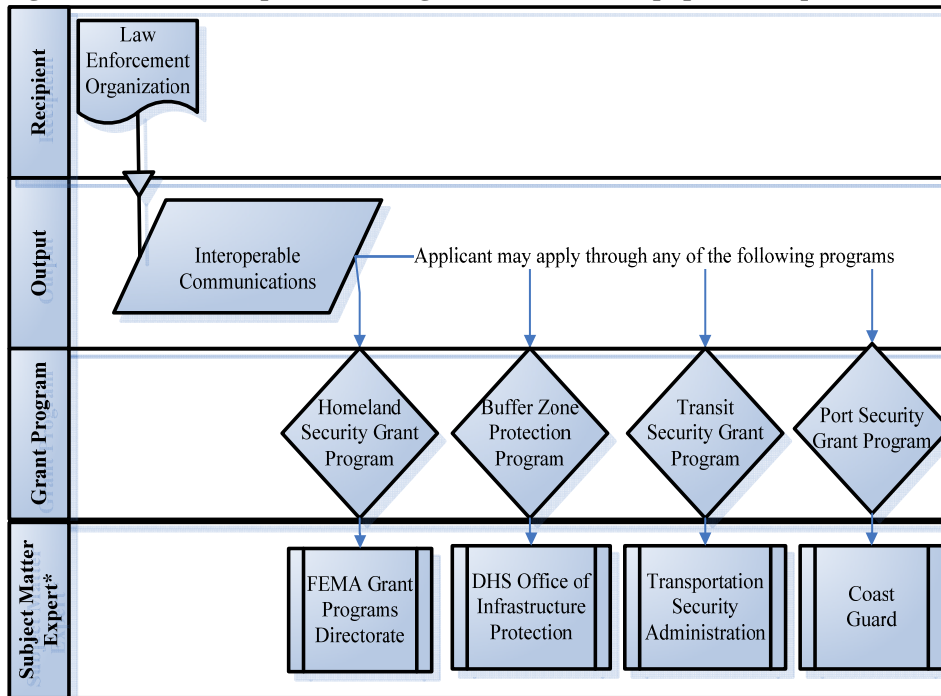 Recipient
Law
Enforcement
Organization
Output
Interoperable
Communications
Applicant may apply through any of the following programs
Grant Program
Homeland
Security Grant
Program
Buffer Zone
Protection
Program
Transit
Security Grant
Program
Port Security
Grant Program
Subject Matter
Expert*
FEMA Grant
Programs
Directorate
DHS Office of
Infrastructure
Protection
Transportation
Security
Administration
Coast
Guard